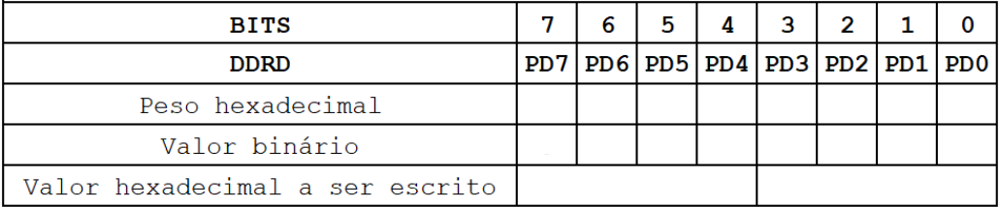 BITS 7 6 5 4 3 2 1 0
DDRD PD7 PD6 PD5 PD4 PD3 PD2 PD1 PD0
Peso hexadecimal
Valor binário
Valor hexadecimal a ser escrito